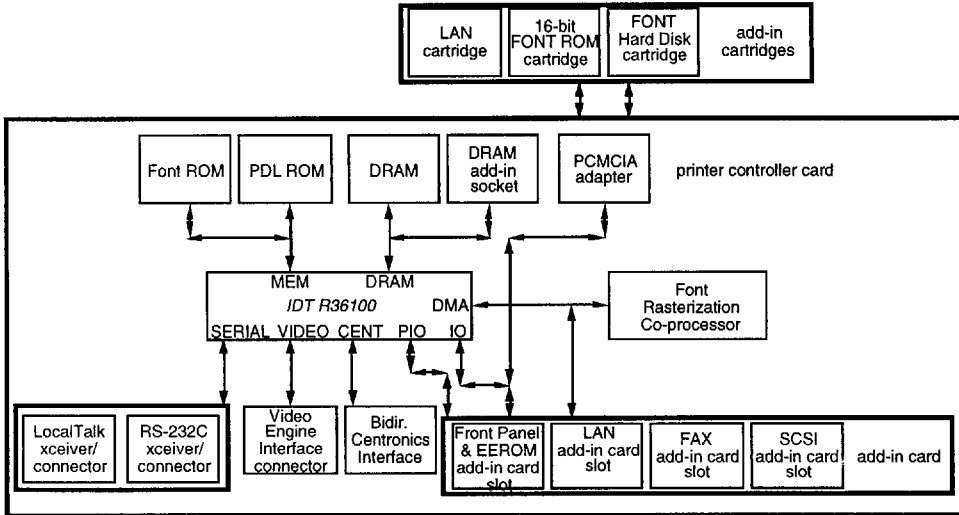 LAN
cartridge
16-bit
FONT ROM
cartridge
FONT
Hard Disk
cartridge
add-in
cartridges
Font ROM
PDL ROM
DRAM
DRAM
add-in
socket
PCMCIA
adapter
printer controller card
MEM
DRAM
IDT R36100
DMA
SERIAL
VIDEO
CENT
PIO
IO
Font
Rasterization
Co-processor
LocalTalk
xceiver/
connector
RS-232C
xceiver/
connector
Video
Engine
Interface
connector
Bidir.
Centronics
Interface
Front Panel
& EEROM
add-in card
slot
LAN
add-in card
slot
FAX
add-in card
slot
SCSI
add-in card
slot
add-in card